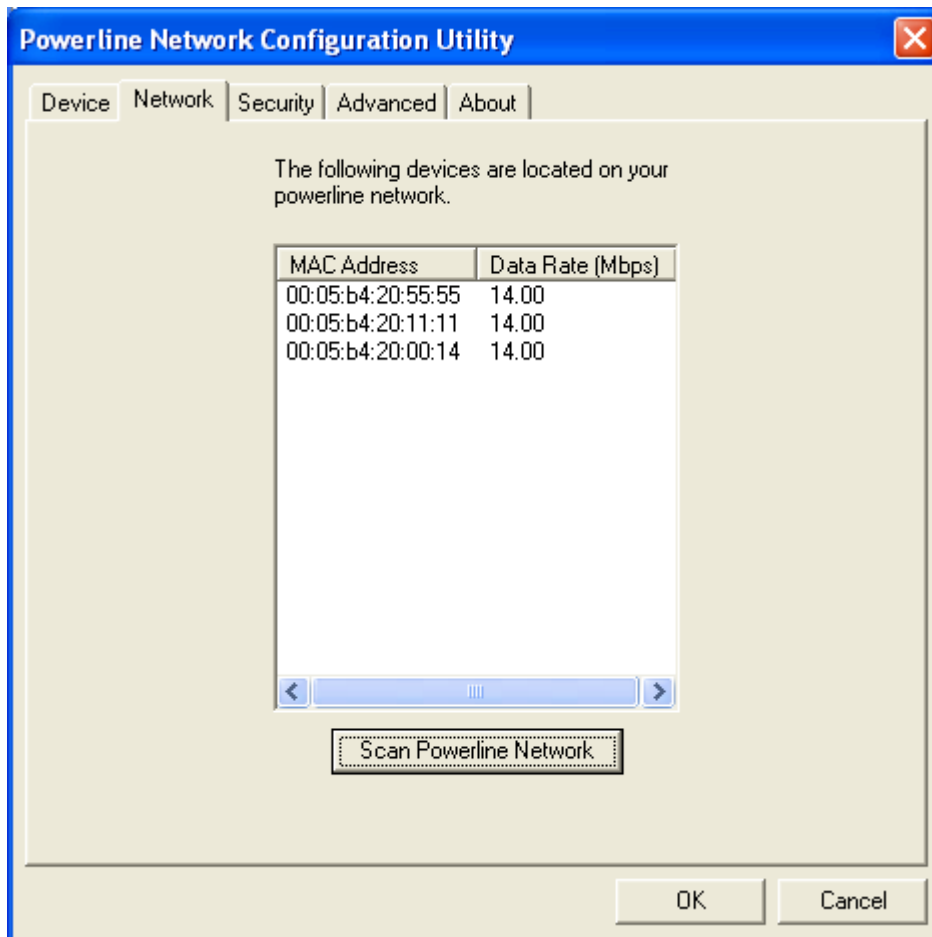 Powerline Network Configuration Utility
Device Network Security Advanced About
The following devices are located on your
powerline network.
MAC Address Data Rate (Mbps)
00:05:b4:20:55:55 14.00
00:05:b4:20:11:11 14.00
00:05:b4:20:00:14 14.00
Scan Powerline Network
OK Cancel